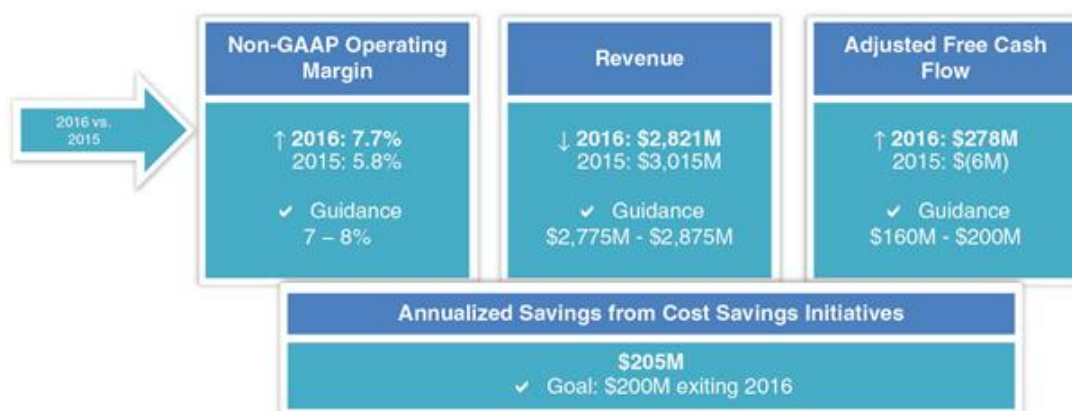 2016 vs.
2015
Non-GAAP Operating
Margin
↑ 2016: 7.7%
2015: 5.8%
✓ Guidance
7 – 8%
Revenue
↓ 2016: $2,821M
2015: $3,015M
✓ Guidance
$2,775M - $2,875M
Adjusted Free Cash
Flow
↑ 2016: $278M
2015: $(6M)
✓ Guidance
$160M - $200M
Annualized Savings from Cost Savings Initiatives
$205M
✓ Goal: $200M exiting 2016